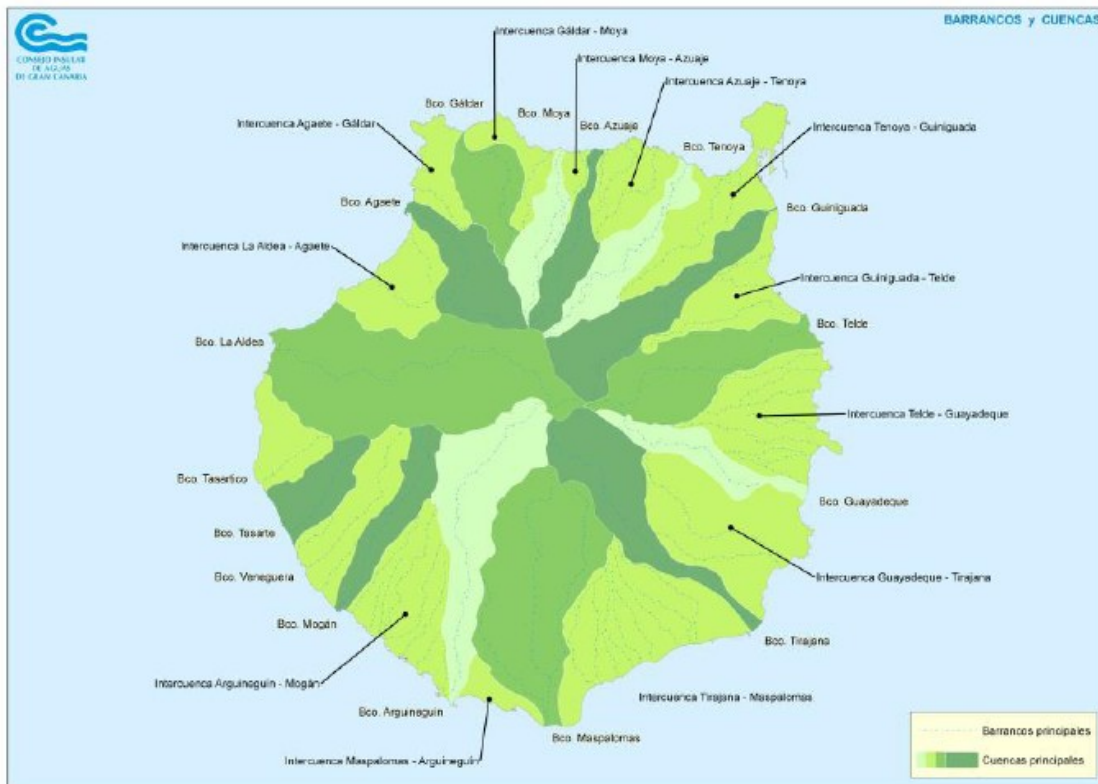 CONSEJO INSULAR
DE AGUAS
DE GRAN CANARIA
BARRANCOS y CUENCAS
Intercuenca Gáldar - Moya
Intercuenca Moya - Azuaje
Intercuenca Azuaje - Tenoya
Bco. Gáldar
Bco. Moya
Bco. Azuaje
Intercuenca Agaete - Gáldar
Intercuenca Tenoya - Guiniguada
Bco. Tenoya
Bco. Agaete
Bco. Guiniguada
Intercuenca La Aldea - Agaete
Intercuenca Guiniguada - Telde
Bco. Telde
Bco. La Aldea
Intercuenca Telde - Guayadeque
Bco. Tasartico
Bco. Guayadeque
Bco. Tasarte
Bco. Veneguera
Intercuenca Guayadeque - Tirajana
Bco. Mogán
Bco. Tirajana
Intercuenca Arguineguín - Mogán
Intercuenca Tirajana - Maspalomas
Bco. Arguineguín
Bco. Maspalomas
Intercuenca Maspalomas - Arguineguín
Barrancos principales
Cuencas principales